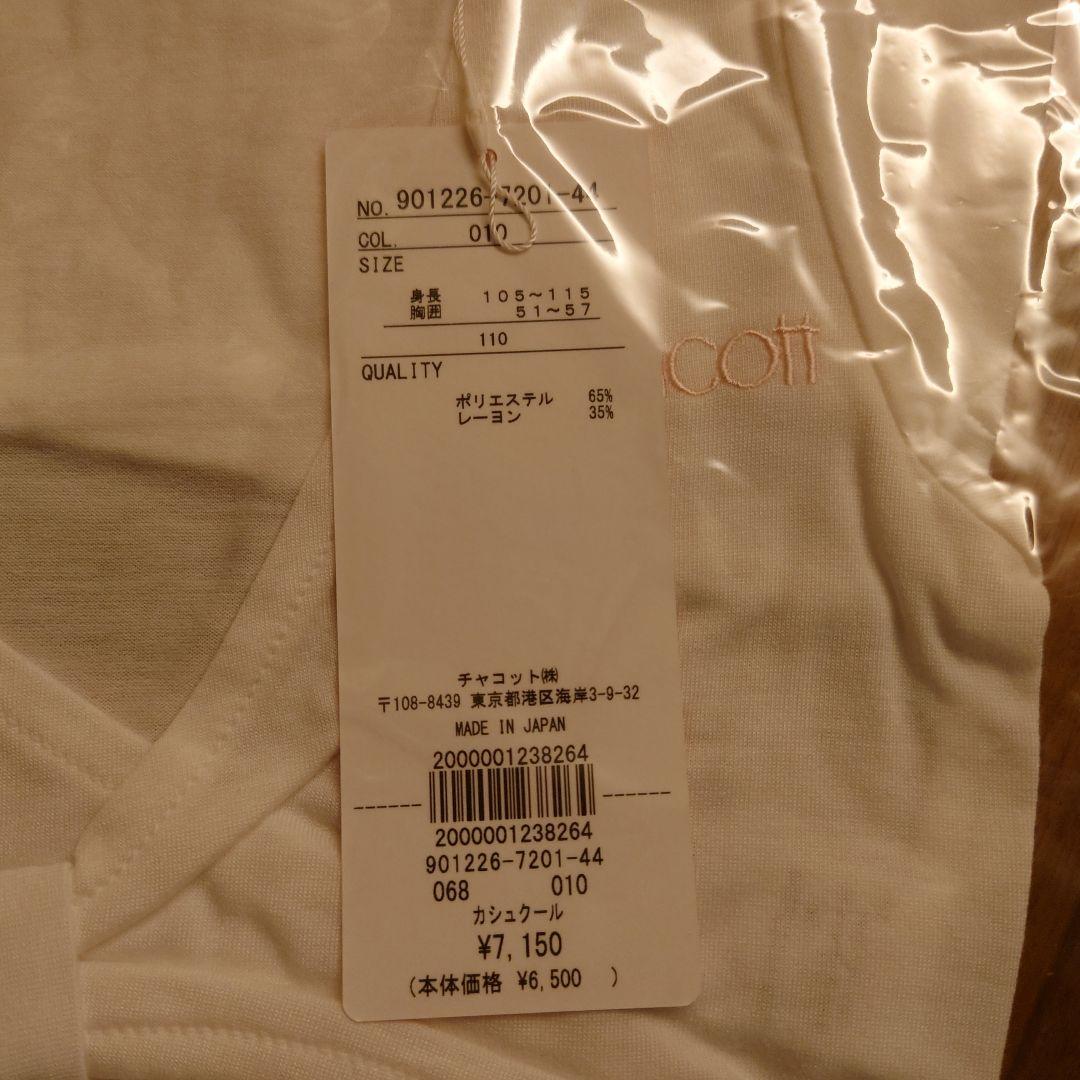 NO. 901226-7201-44
COL. 010
SIZE
身長 105~115
胸囲 51~57
110
QUALITY
ポリエステル 65%
レーヨン 35%
cott
チャコット㈱
〒108-8439 東京都港区海岸3-9-32
MADE IN JAPAN
2000001238264
2000001238264
901226-7201-44
068 010
カシュクール
¥7,150
(本体価格 ¥6,500 )